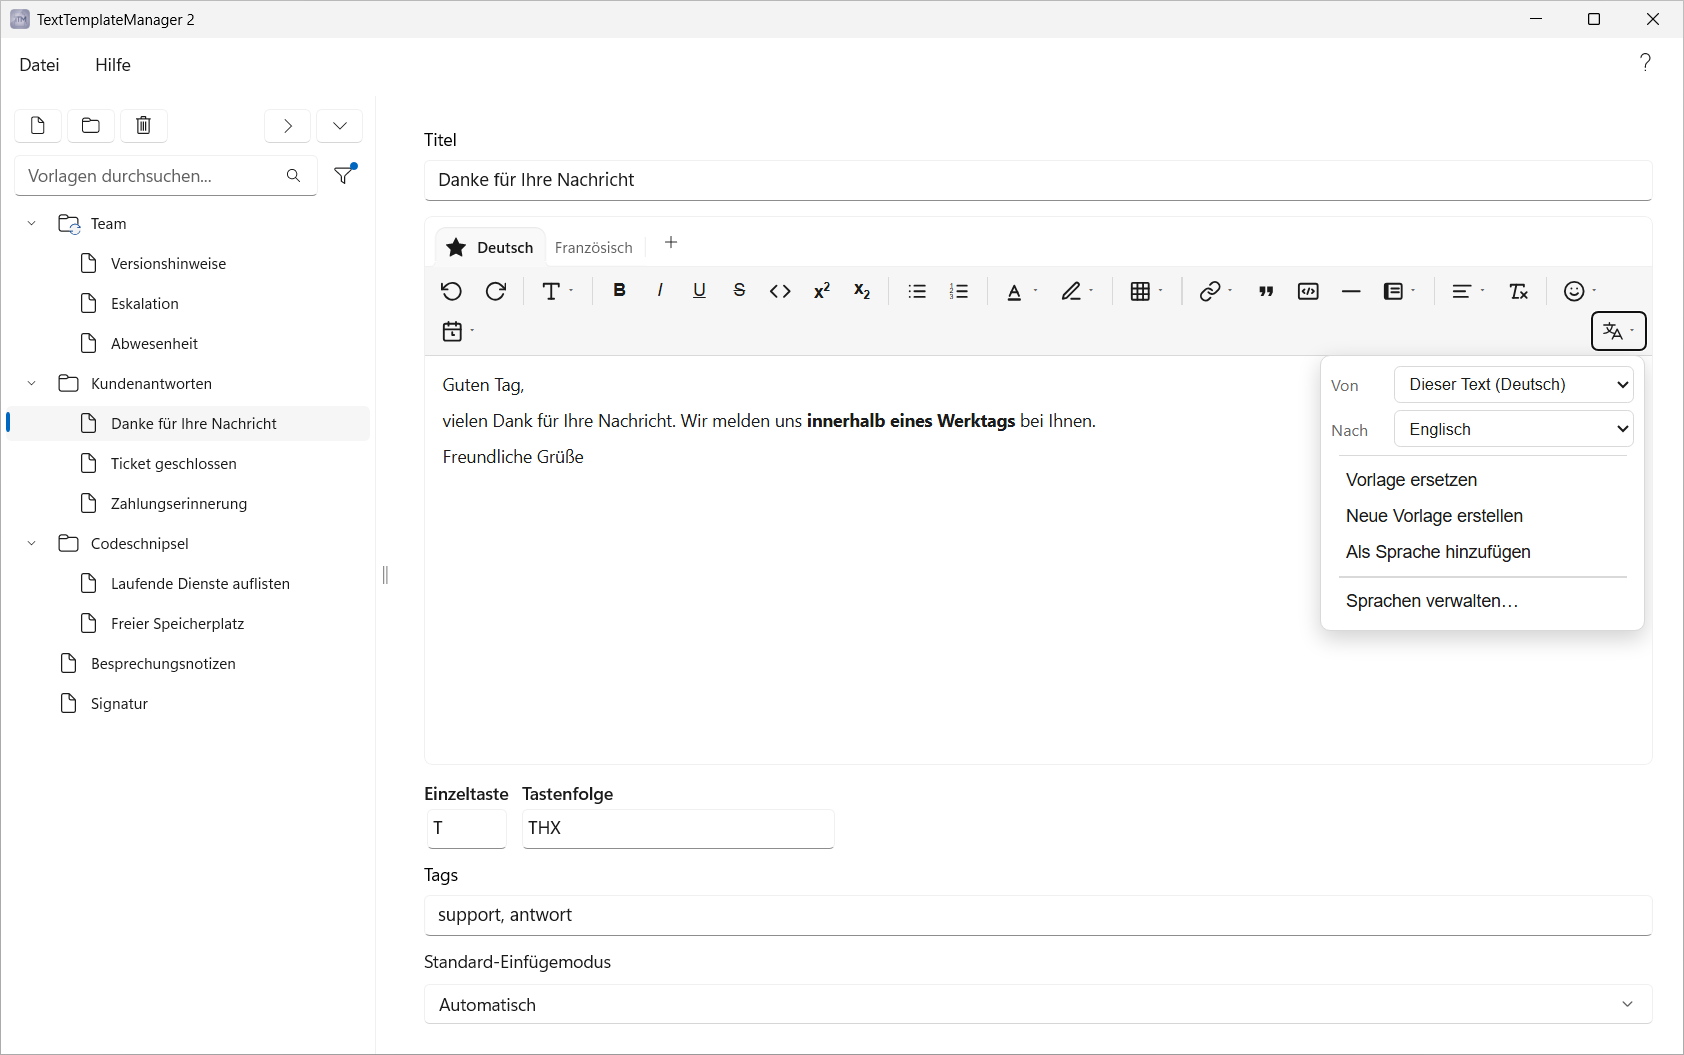 TextTemplateManager 2
Datei Hilfe
Vorlagen durchsuchen...
Team
Versionshinweise
Eskalation
Abwesenheit
Kundenantworten
Danke für Ihre Nachricht
Ticket geschlossen
Zahlungserinnerung
Codeschnipsel
Laufende Dienste auflisten
Freier Speicherplatz
Besprechungsnotizen
Signatur
Titel
Danke für Ihre Nachricht
Deutsch Französisch
Guten Tag,
vielen Dank für Ihre Nachricht. Wir melden uns innerhalb eines Werktags bei Ihnen.
Freundliche Grüße
Von Dieser Text (Deutsch)
Nach Englisch
Vorlage ersetzen
Neue Vorlage erstellen
Als Sprache hinzufügen
Sprachen verwalten…
Einzeltaste Tastenfolge
T THX
Tags
support, antwort
Standard-Einfügemodus
Automatisch